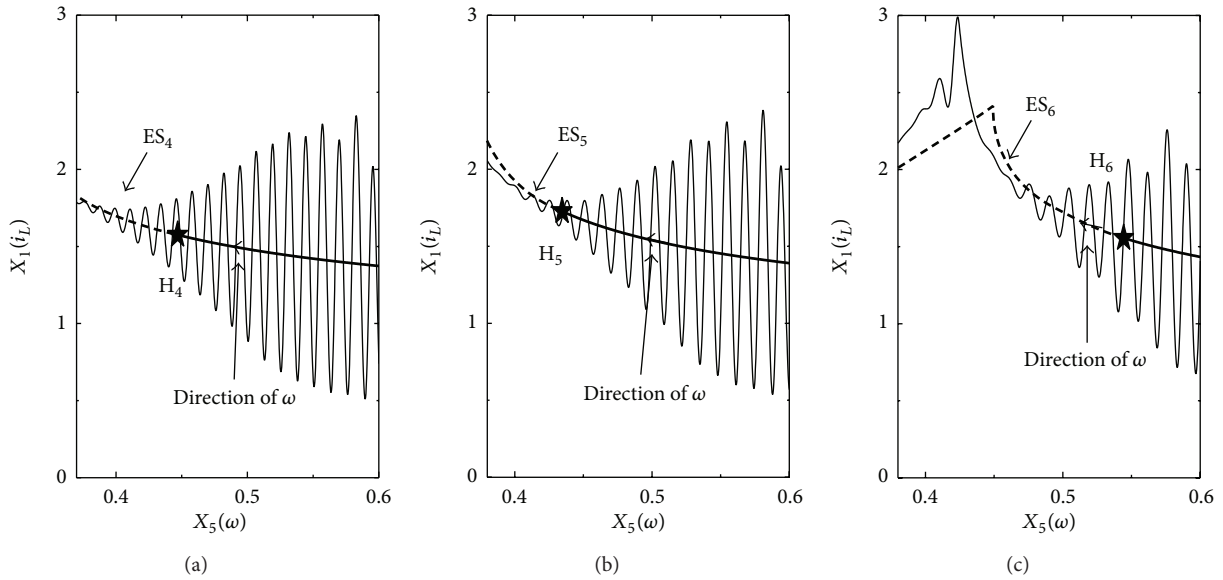 3
2
1
0
X1(iL)
ES4
H4
Direction of ω
0.4
0.5
0.6
X5(ω)
(a)
3
2
1
0
X1(iL)
ES5
H5
Direction of ω
0.4
0.5
0.6
X5(ω)
(b)
3
2
1
0
X1(iL)
ES6
H6
Direction of ω
0.4
0.5
0.6
X5(ω)
(c)